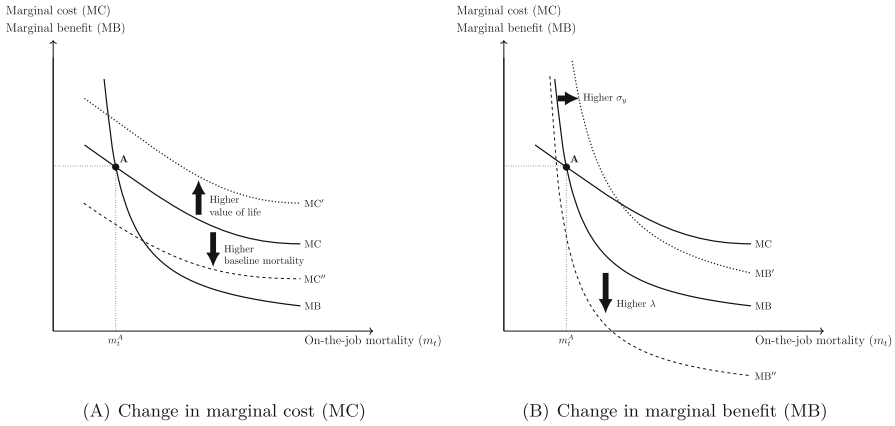 Marginal cost (MC)
Marginal benefit (MB)
A
Higher
value of life
MC′
MC
Higher
baseline mortality
MC′′
MB
m_t^A
On-the-job mortality (m_t)
(A) Change in marginal cost (MC)
Marginal cost (MC)
Marginal benefit (MB)
Higher σ_y
A
MC
MB′
MB
Higher λ
m_t^A
On-the-job mortality (m_t)
MB′′
(B) Change in marginal benefit (MB)